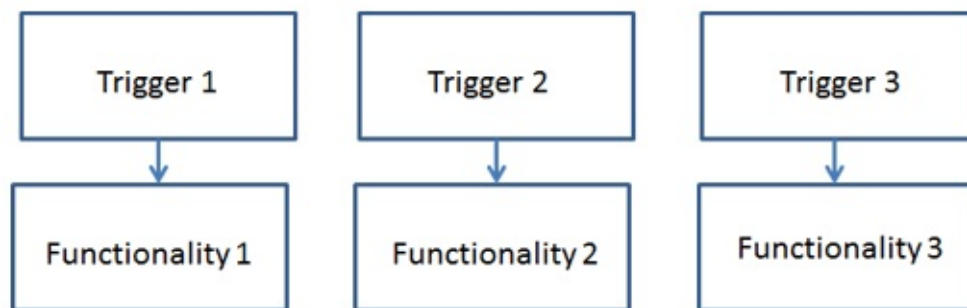 Trigger 1
Trigger 2
Trigger 3
Functionality 1
Functionality 2
Functionality 3